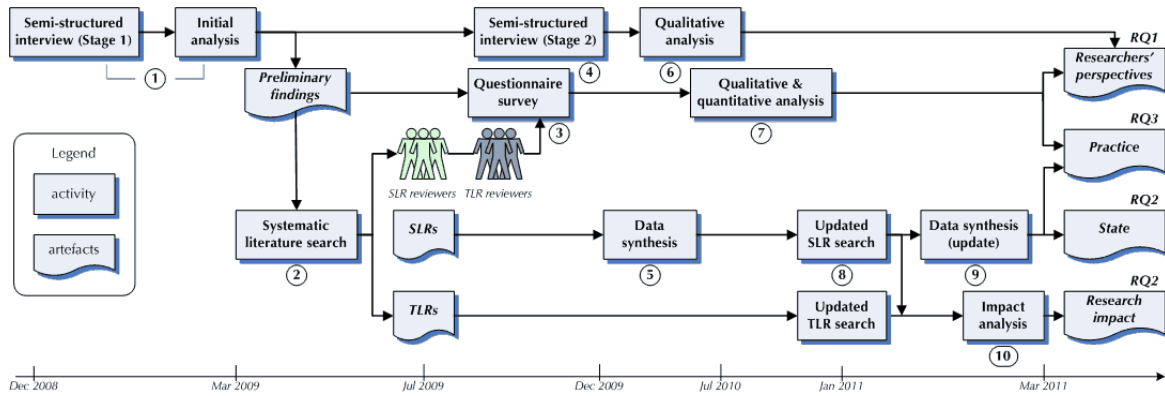 Semi-structured
interview (Stage 1)
Initial
analysis
Semi-structured
interview (Stage 2)
Qualitative
analysis
RQ1
Researchers'
perspectives
1
4
6
Preliminary
findings
Questionnaire
survey
Qualitative &
quantitative analysis
3
7
RQ3
Practice
Legend
activity
artefacts
SLR reviewers
TLR reviewers
Systematic
literature search
2
SLRs
Data
synthesis
5
Updated
SLR search
8
Data synthesis
(update)
9
RQ2
State
TLRs
Updated
TLR search
Impact
analysis
10
RQ2
Research
impact
Dec 2008
Mar 2009
Jul 2009
Dec 2009
Jul 2010
Jan 2011
Mar 2011